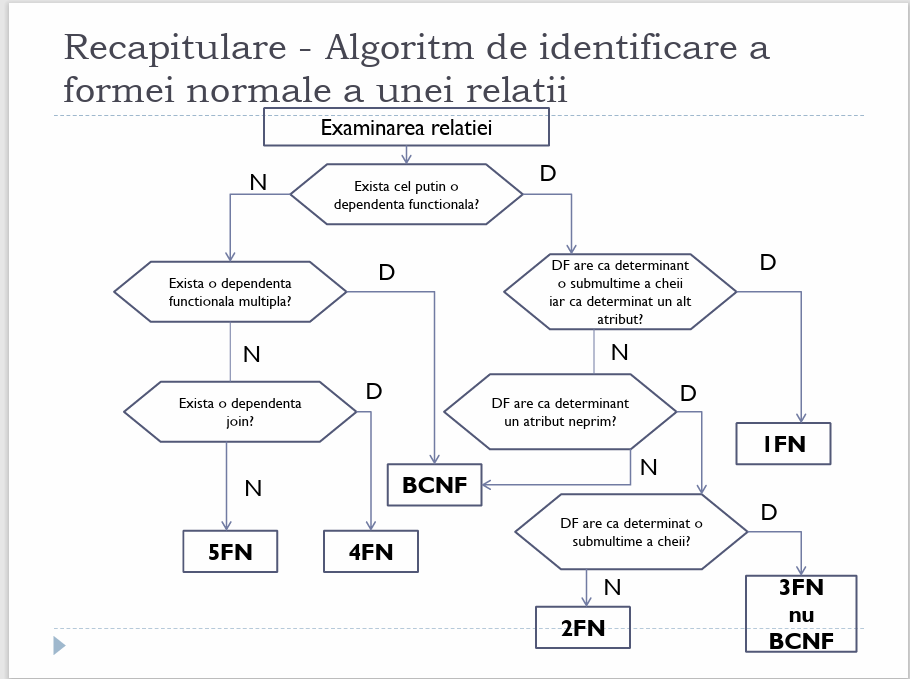 Recapitulare - Algoritm de identificare a
formei normale a unei relatii
Examinarea relatiei
N
D
Exista cel putin o
dependenta functionala?
Exista o dependenta
functionala multipla?
D
DF are ca determinant
o submultime a cheii
iar ca determinat un alt
atribut?
D
N
N
Exista o dependenta
join?
D
DF are ca determinant
un atribut neprim?
D
1FN
N
BCNF
N
DF are ca determinat o
submultime a cheii?
D
5FN
4FN
N
2FN
3FN
nu
BCNF